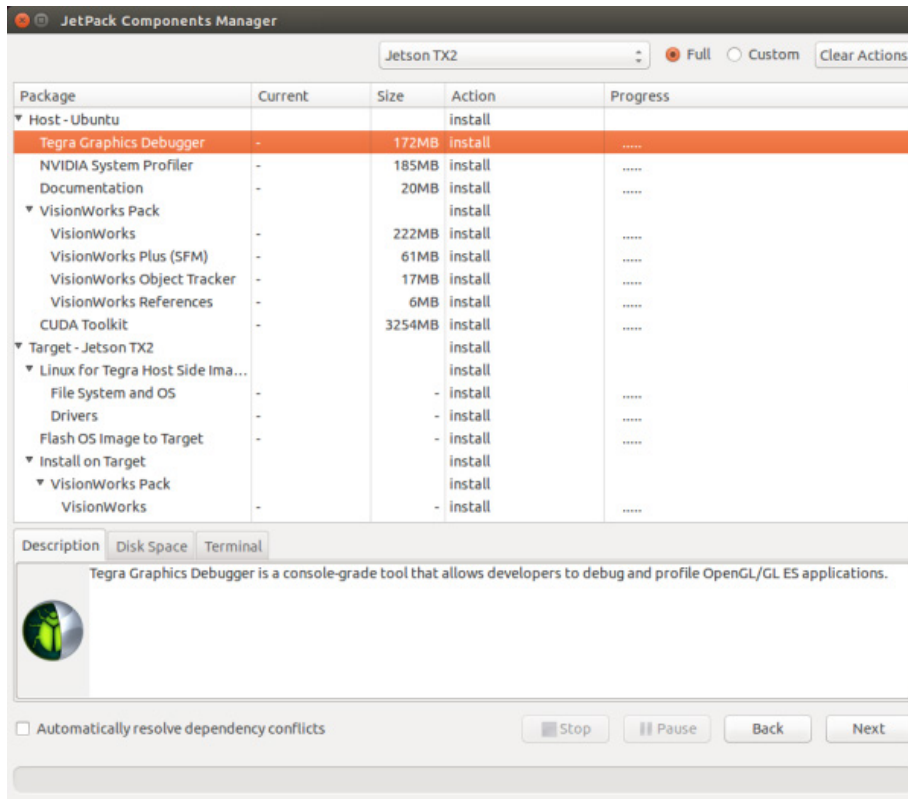 JetPack Components Manager
Jetson TX2 Full Custom Clear Actions
Package Current Size Action Progress
Host - Ubuntu install
Tegra Graphics Debugger - 172MB install .....
NVIDIA System Profiler - 185MB install .....
Documentation - 20MB install .....
VisionWorks Pack install
VisionWorks - 222MB install .....
VisionWorks Plus (SFM) - 61MB install .....
VisionWorks Object Tracker - 17MB install .....
VisionWorks References - 6MB install .....
CUDA Toolkit - 3254MB install .....
Target - Jetson TX2 install
Linux for Tegra Host Side Ima... install
File System and OS - - install .....
Drivers - - install .....
Flash OS Image to Target - - install .....
Install on Target install
VisionWorks Pack install
VisionWorks - - install .....
Description Disk Space Terminal
Tegra Graphics Debugger is a console-grade tool that allows developers to debug and profile OpenGL/GL ES applications.
Automatically resolve dependency conflicts Stop Pause Back Next